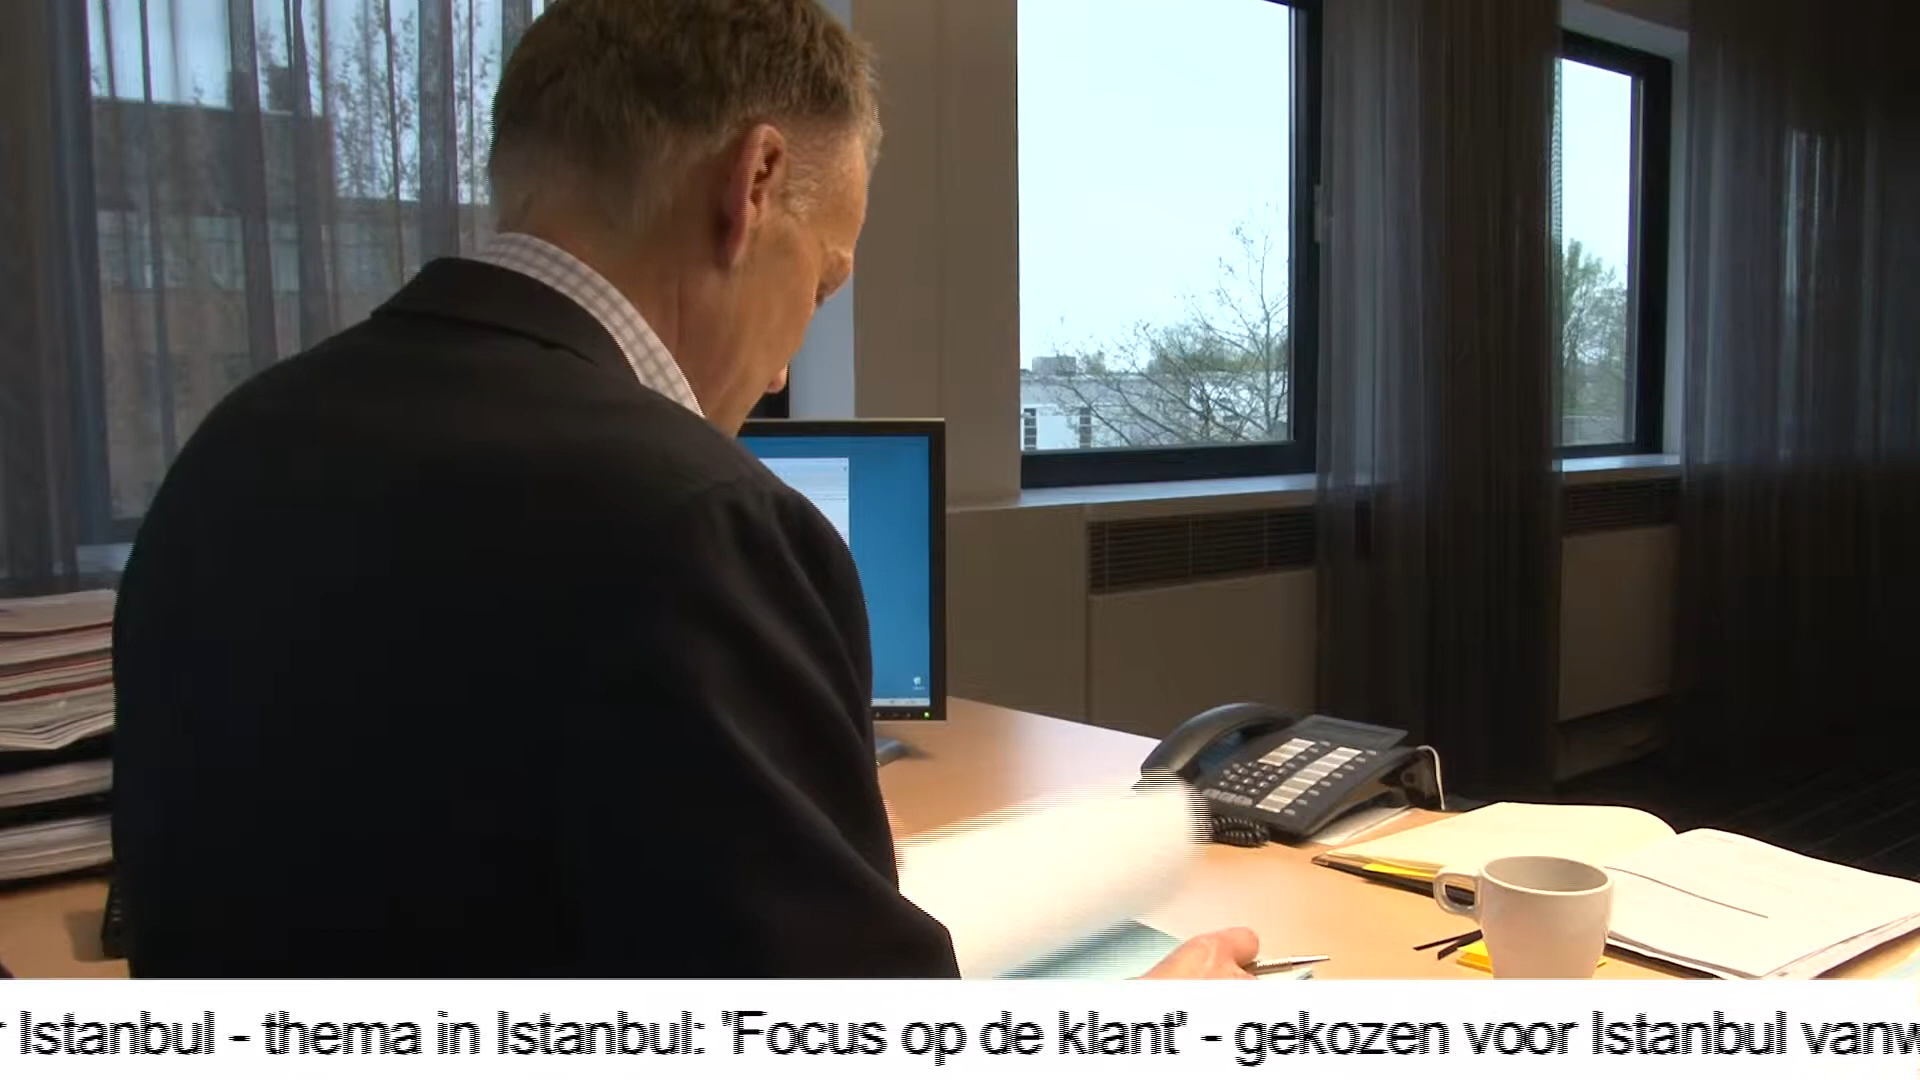 Istanbul - thema in Istanbul: 'Focus op de klant' - gekozen voor Istanbul